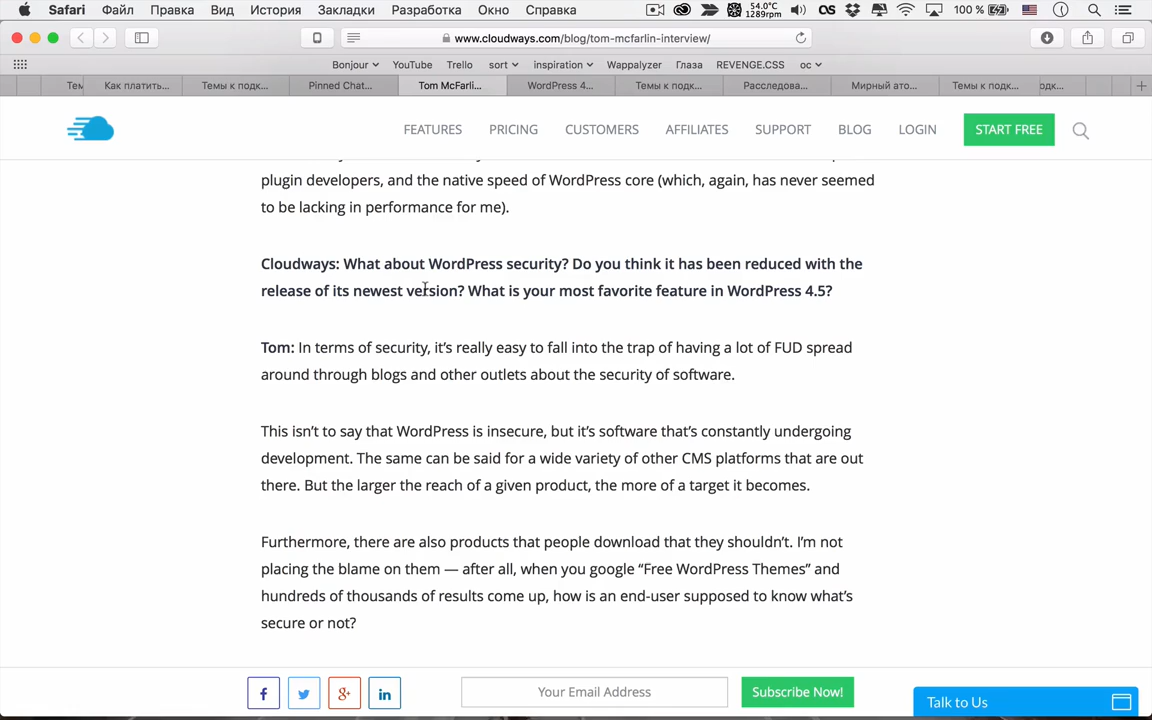 Safari Файл Правка Вид История Закладки Разработка Окно Справка 54.0°C 1289rpm 100 %
www.cloudways.com/blog/tom-mcfarlin-interview/
Bonjour YouTube Trello sort inspiration Wappalyzer Глаза REVENGE.CSS ос
Тем Как платить... Темы к подк... Pinned Chat... Tom McFarli... WordPress 4... Темы к подк... Расследова... Мирный ато... Темы к подк... одк...
FEATURES PRICING CUSTOMERS AFFILIATES SUPPORT BLOG LOGIN START FREE
plugin developers, and the native speed of WordPress core (which, again, has never seemed
to be lacking in performance for me).
Cloudways: What about WordPress security? Do you think it has been reduced with the
release of its newest version? What is your most favorite feature in WordPress 4.5?
Tom: In terms of security, it’s really easy to fall into the trap of having a lot of FUD spread
around through blogs and other outlets about the security of software.
This isn’t to say that WordPress is insecure, but it’s software that’s constantly undergoing
development. The same can be said for a wide variety of other CMS platforms that are out
there. But the larger the reach of a given product, the more of a target it becomes.
Furthermore, there are also products that people download that they shouldn’t. I’m not
placing the blame on them — after all, when you google “Free WordPress Themes” and
hundreds of thousands of results come up, how is an end-user supposed to know what’s
secure or not?
Your Email Address Subscribe Now!
Talk to Us